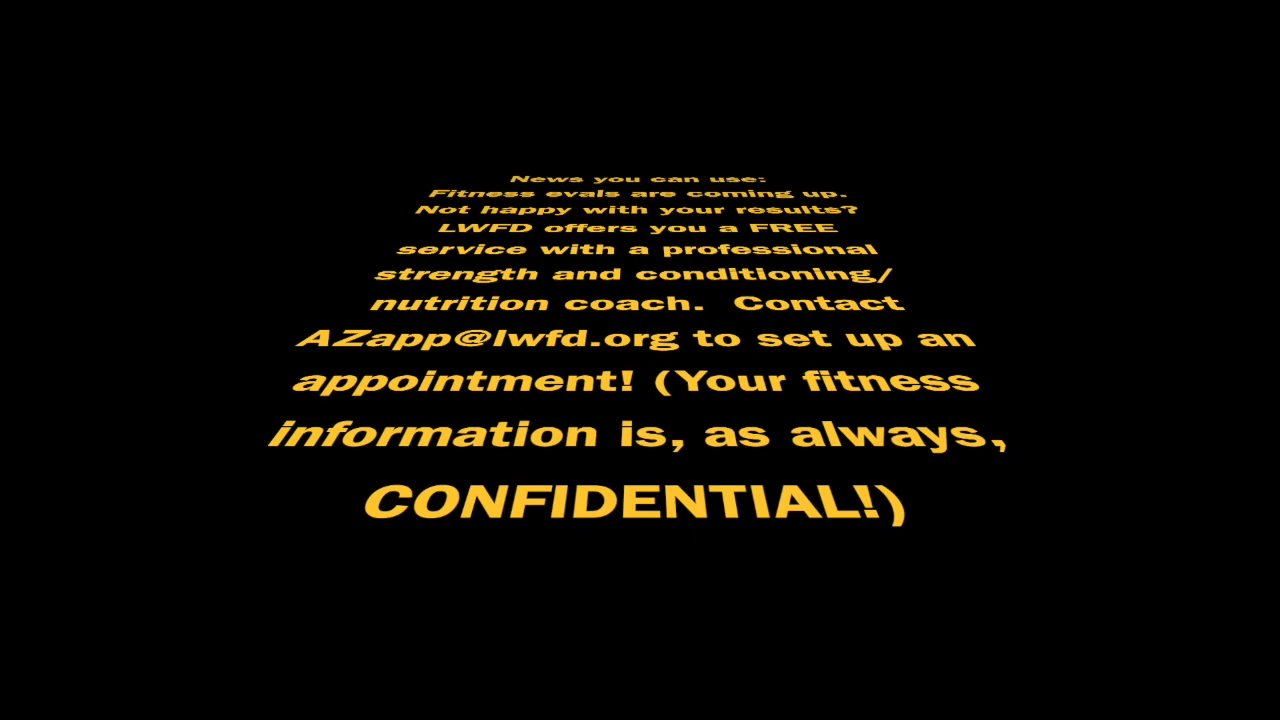 News you can use:
Fitness evals are coming up.
Not happy with your results?
LWFD offers you a FREE
service with a professional
strength and conditioning/
nutrition coach.  Contact
AZapp@lwfd.org to set up an
appointment! (Your fitness
information is, as always,
CONFIDENTIAL!)